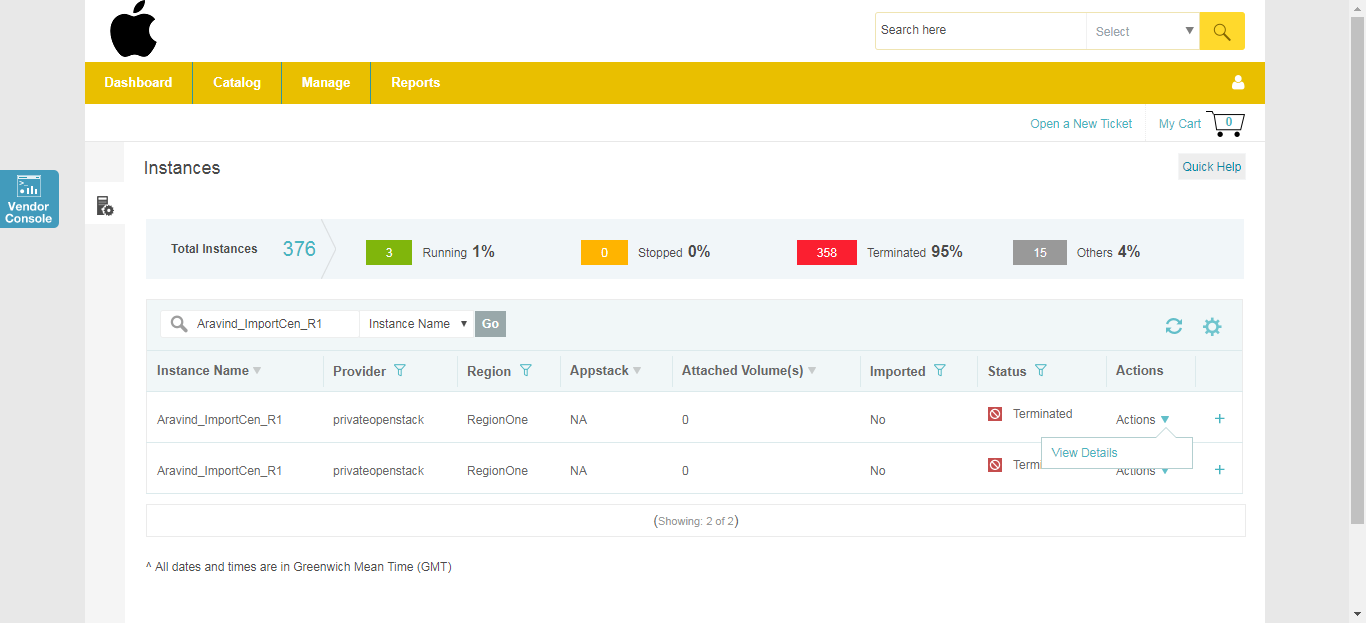 Search here Select
Dashboard Catalog Manage Reports
Open a New Ticket My Cart 0
Instances Quick Help
Vendor
Console
Total Instances 376 3 Running 1% 0 Stopped 0% 358 Terminated 95% 15 Others 4%
Aravind_ImportCen_R1 Instance Name Go
Instance Name Provider Region Appstack Attached Volume(s) Imported Status Actions
Aravind_ImportCen_R1 privateopenstack RegionOne NA 0 No Terminated Actions +
View Details
Aravind_ImportCen_R1 privateopenstack RegionOne NA 0 No Termi Actions +
(Showing: 2 of 2)
^ All dates and times are in Greenwich Mean Time (GMT)